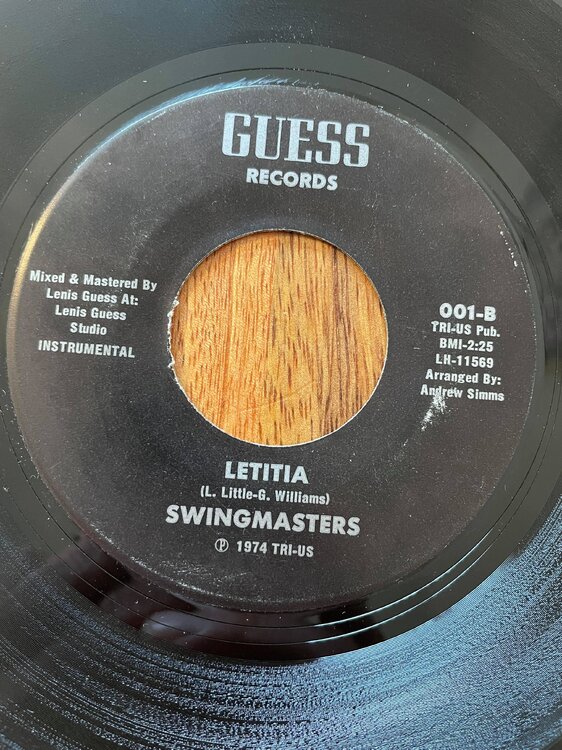 GUESS
RECORDS
Mixed & Mastered By
Lenis Guess At:
Lenis Guess
Studio
INSTRUMENTAL
001-B
TRI-US Pub.
BMI-2:25
LH-11569
Arranged By:
Andrew Simms
LETITIA
(L. Little-G. Williams)
SWINGMASTERS
Ⓟ 1974 TRI-US